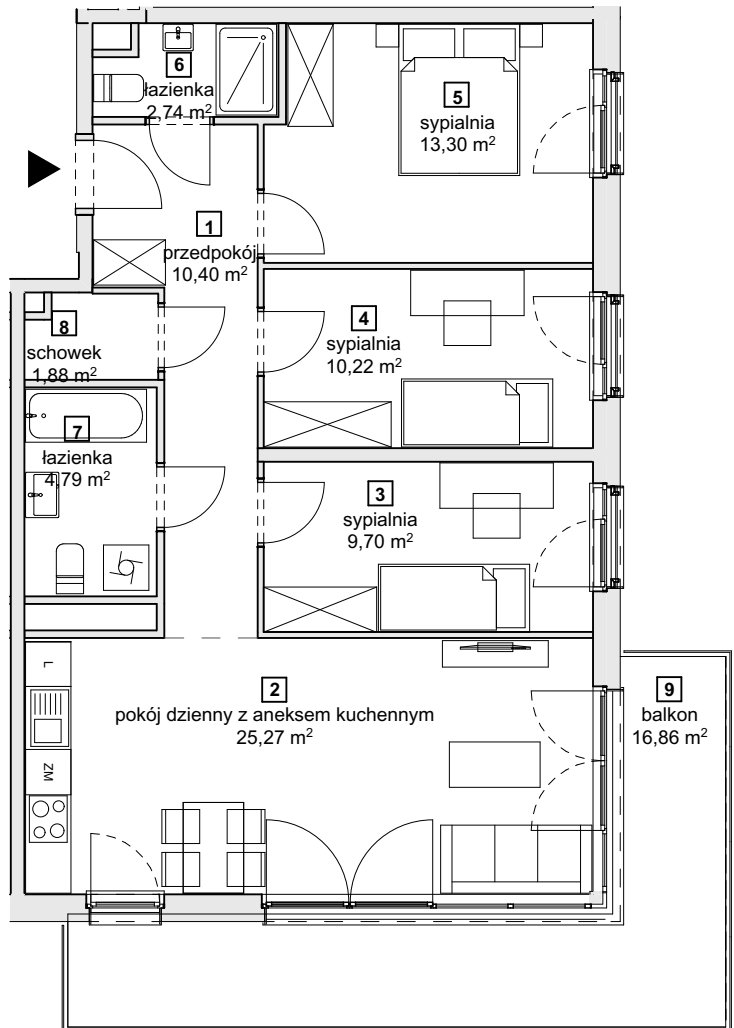 6
łazienka
2,74 m²
5
sypialnia
13,30 m²
1
przedpokój
10,40 m²
4
sypialnia
10,22 m²
8
schowek
1,88 m²
7
łazienka
4,79 m²
3
sypialnia
9,70 m²
L
2
pokój dzienny z aneksem kuchennym
25,27 m²
9
balkon
16,86 m²
ZM